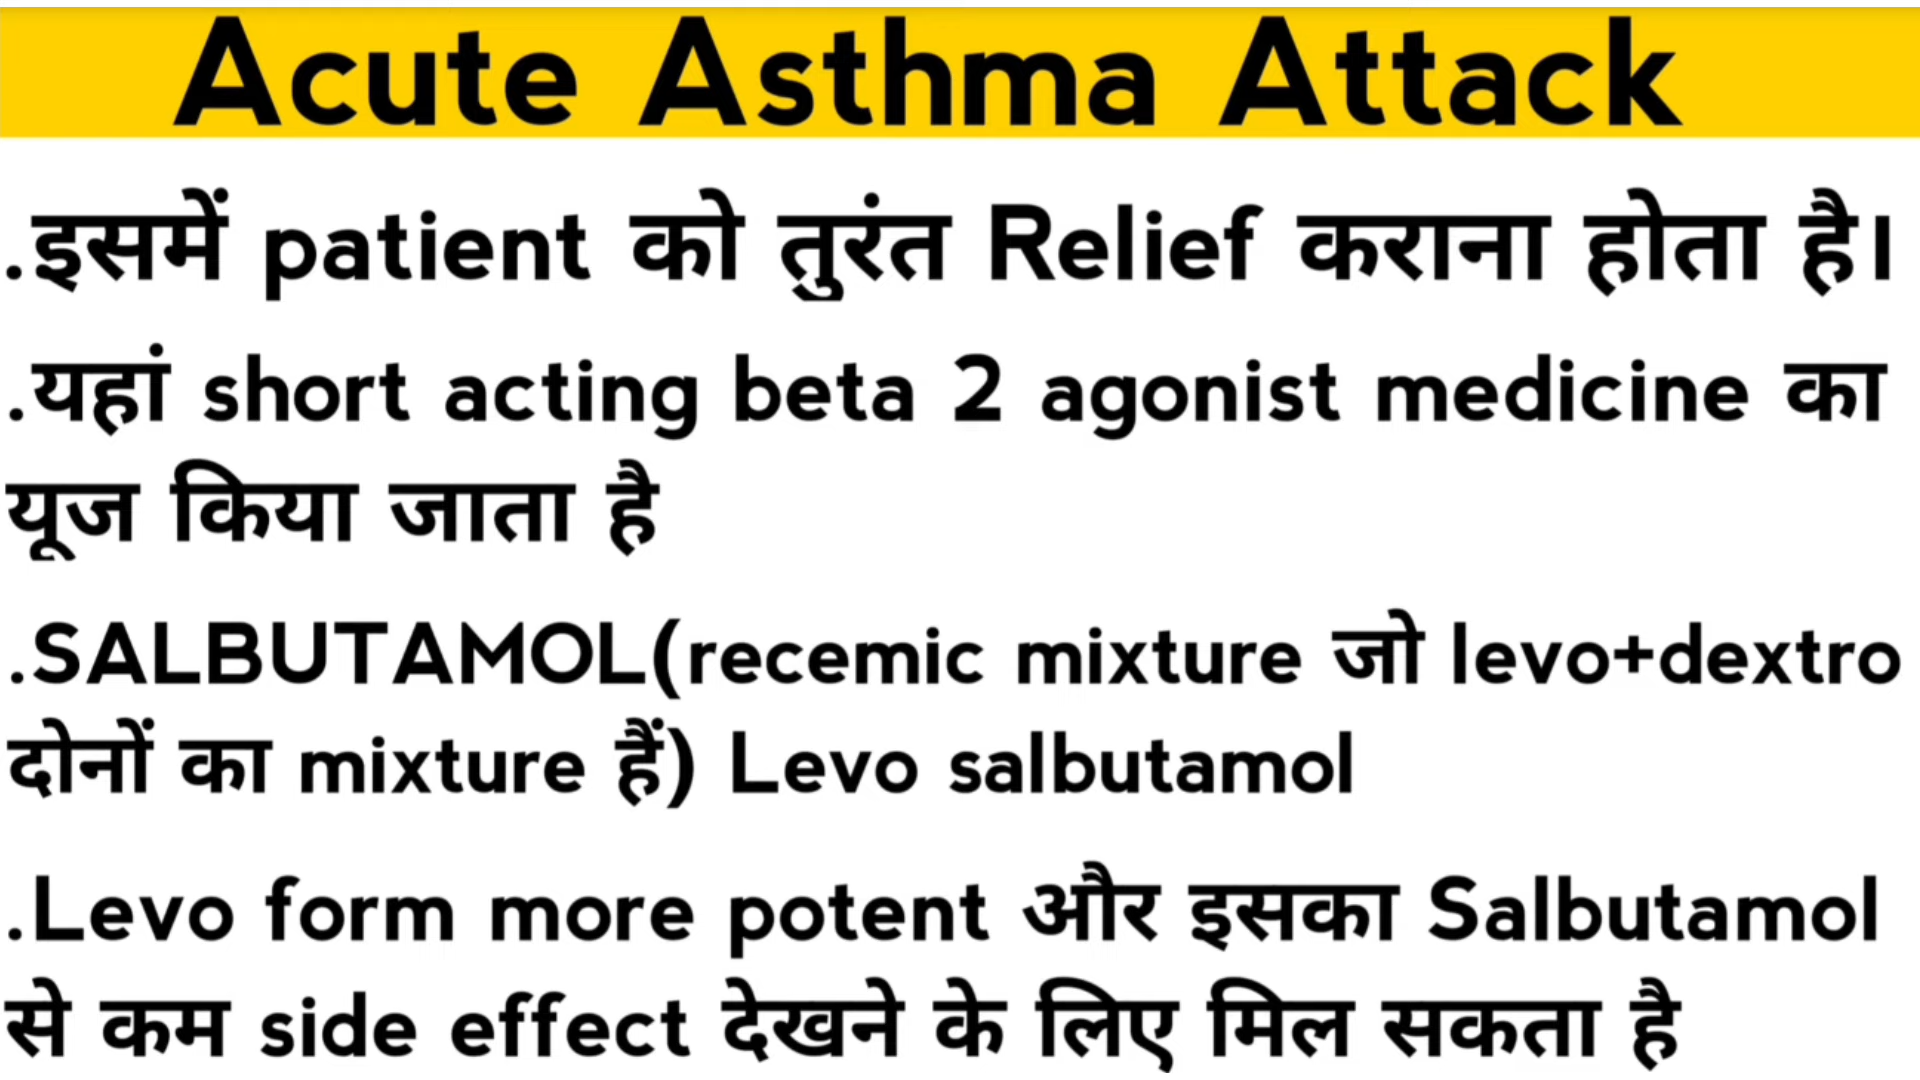 Acute Asthma Attack
.इसमें patient को तुरंत Relief कराना होता है।
.यहां short acting beta 2 agonist medicine का
यूज किया जाता है
.SALBUTAMOL(recemic mixture जो levo+dextro
दोनों का mixture हैं) Levo salbutamol
.Levo form more potent और इसका Salbutamol
से कम side effect देखने के लिए मिल सकता है